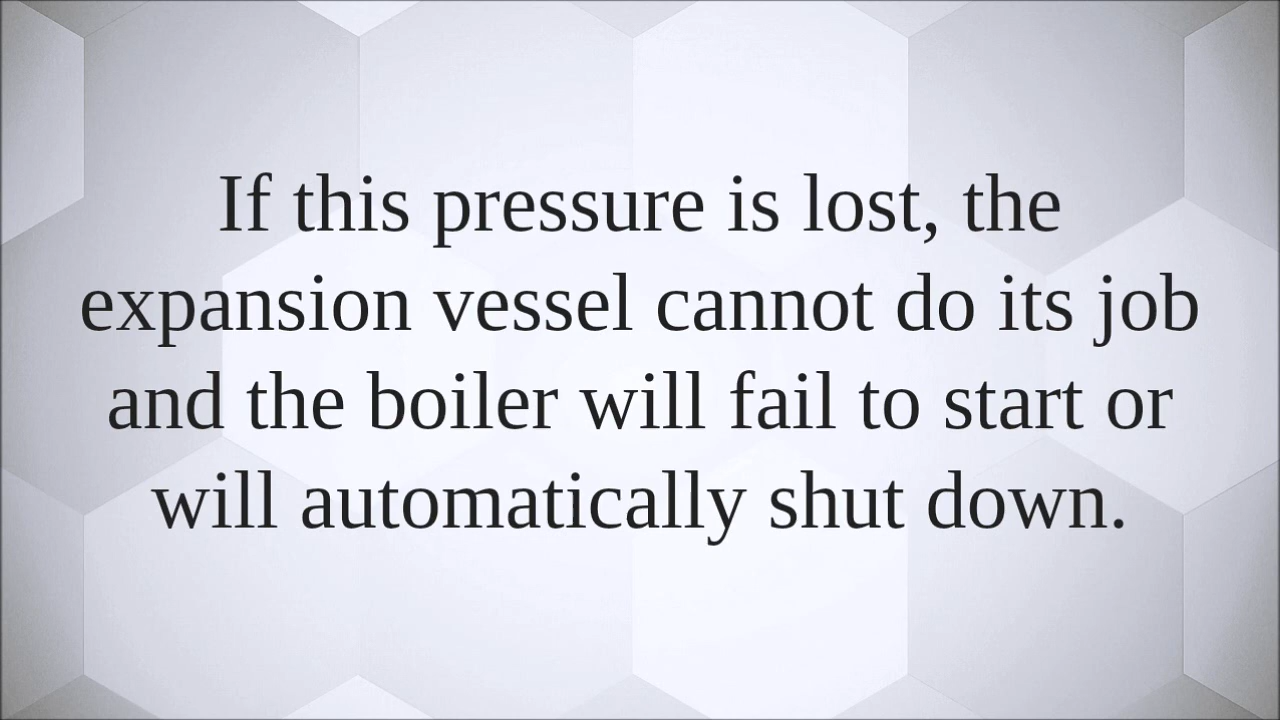 If this pressure is lost, the
expansion vessel cannot do its job
and the boiler will fail to start or
will automatically shut down.